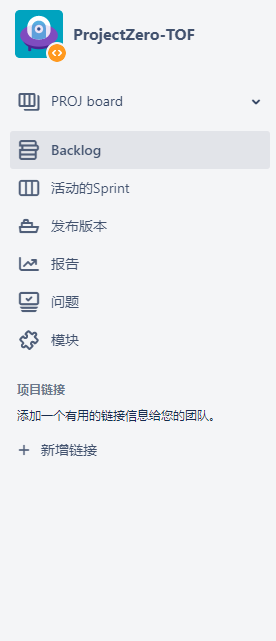 ProjectZero-TOF
PROJ board
Backlog
活动的Sprint
发布版本
报告
问题
模块
项目链接
添加一个有用的链接信息给您的团队。
新增链接